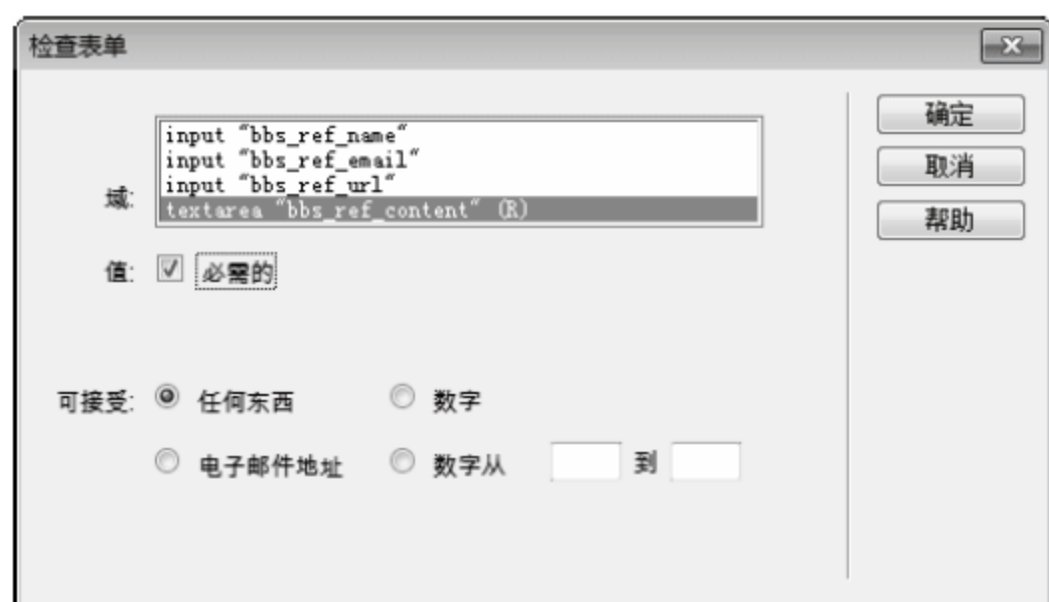 检查表单
input "bbs_ref_name"
input "bbs_ref_email"
input "bbs_ref_url"
域:
textarea "bbs_ref_content" (R)
值: 必需的
可接受: 任何东西 数字
电子邮件地址 数字从 到
确定
取消
帮助